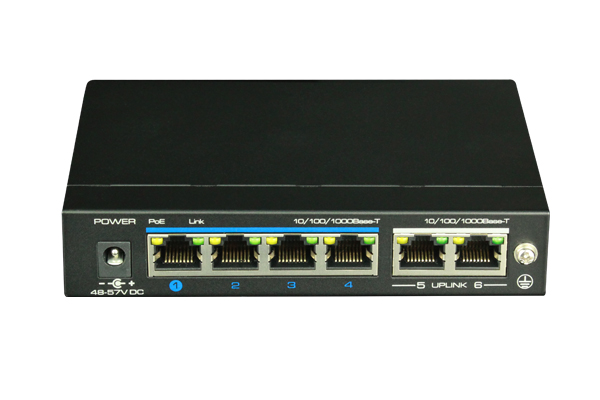 POWER PoE Link 10/100/1000Base-T 10/100/1000Base-T
1 2 3 4 5 UPLINK 6
48-57V DC